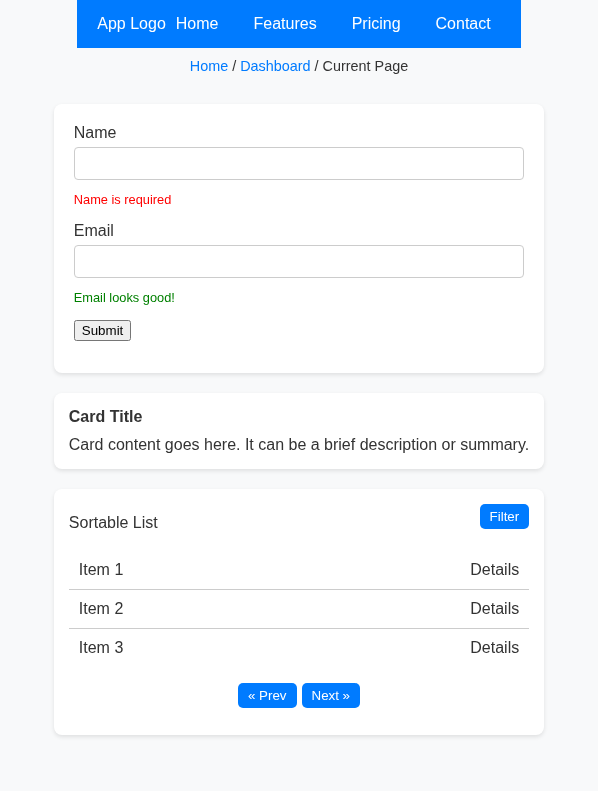 App Logo Home Features Pricing Contact
Home / Dashboard / Current Page
Name
Name is required
Email
Email looks good!
Submit
Card Title
Card content goes here. It can be a brief description or summary.
Sortable List Filter
Item 1 Details
Item 2 Details
Item 3 Details
« Prev Next »